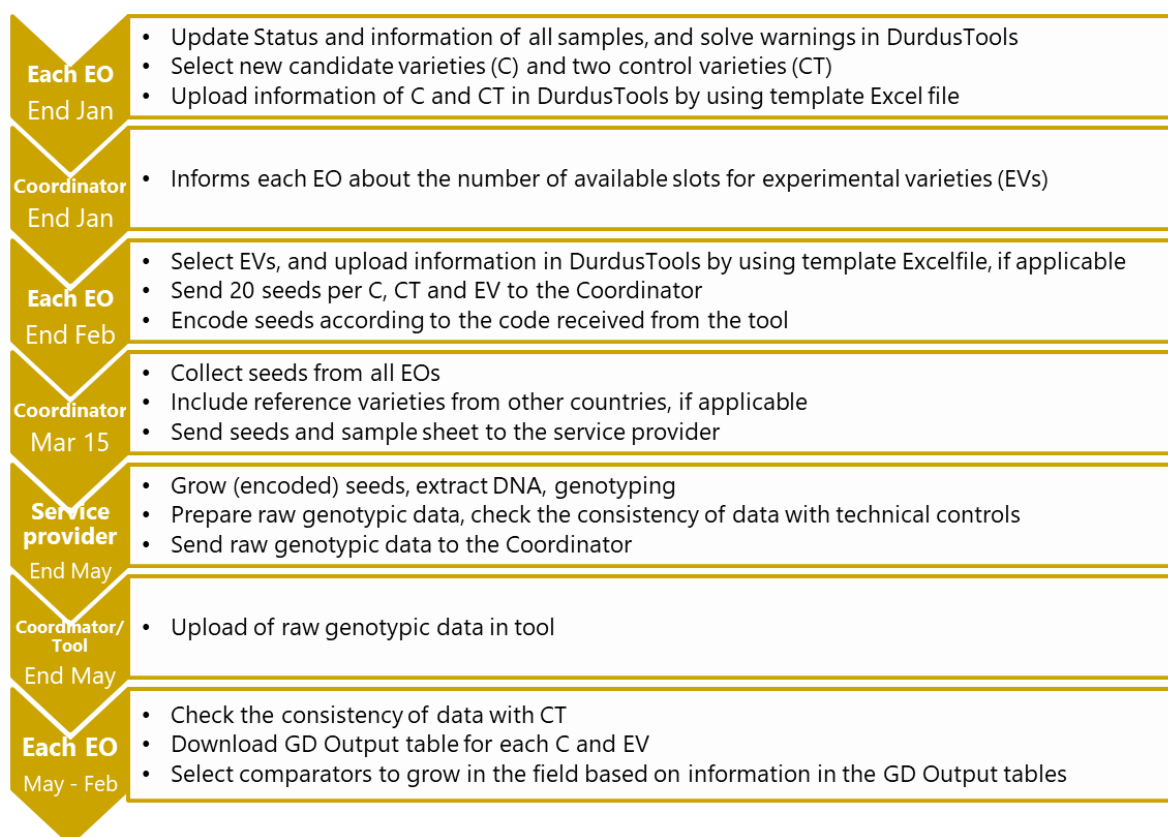 Each EO
End Jan
• Update Status and information of all samples, and solve warnings in DurdusTools
• Select new candidate varieties (C) and two control varieties (CT)
• Upload information of C and CT in DurdusTools by using template Excel file
Coordinator
End Jan
• Informs each EO about the number of available slots for experimental varieties (EVs)
Each EO
End Feb
• Select EVs, and upload information in DurdusTools by using template Excelfile, if applicable
• Send 20 seeds per C, CT and EV to the Coordinator
• Encode seeds according to the code received from the tool
Coordinator
Mar 15
• Collect seeds from all EOs
• Include reference varieties from other countries, if applicable
• Send seeds and sample sheet to the service provider
Service
provider
End May
• Grow (encoded) seeds, extract DNA, genotyping
• Prepare raw genotypic data, check the consistency of data with technical controls
• Send raw genotypic data to the Coordinator
Coordinator/
Tool
End May
• Upload of raw genotypic data in tool
Each EO
May - Feb
• Check the consistency of data with CT
• Download GD Output table for each C and EV
• Select comparators to grow in the field based on information in the GD Output tables